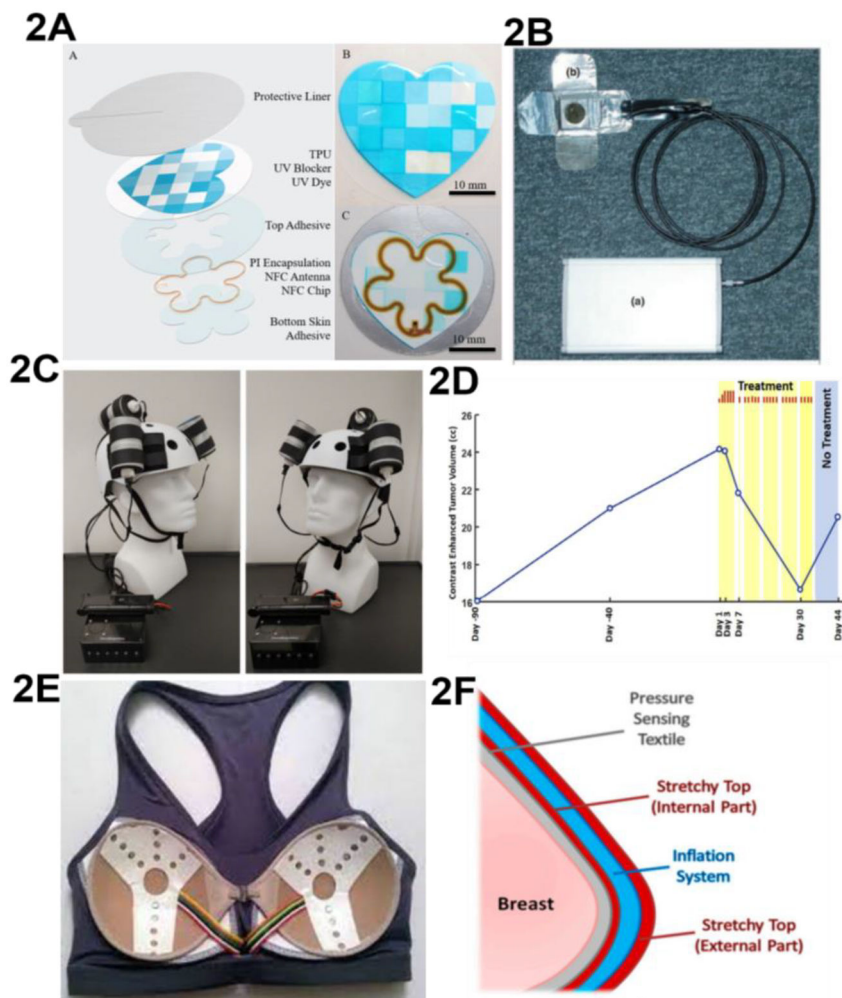 2A
A
Protective Liner
TPU
UV Blocker
UV Dye
Top Adhesive
PI Encapsulation
NFC Antenna
NFC Chip
Bottom Skin
Adhesive
B
10 mm
C
10 mm
2B
(b)
(a)
2C
2D
Treatment
No Treatment
Contrast Enhanced Tumor Volume (cc)
26
24
22
20
18
16
Day -90
Day -40
Day 1
Day 3
Day 7
Day 30
Day 44
2E
2F
Pressure
Sensing
Textile
Stretchy Top
(Internal Part)
Inflation
System
Breast
Stretchy Top
(External Part)